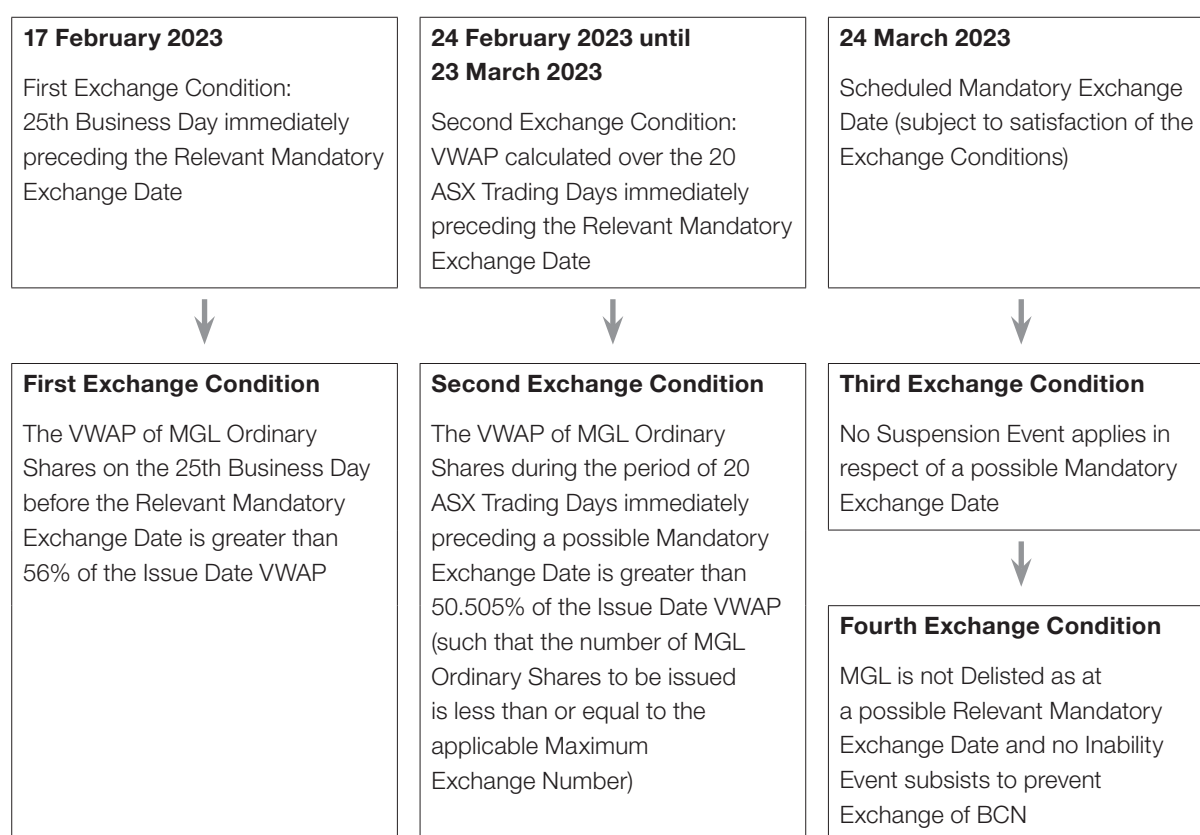 17 February 2023
First Exchange Condition:
25th Business Day immediately
preceding the Relevant Mandatory
Exchange Date
24 February 2023 until
23 March 2023
Second Exchange Condition:
VWAP calculated over the 20
ASX Trading Days immediately
preceding the Relevant Mandatory
Exchange Date
24 March 2023
Scheduled Mandatory Exchange
Date (subject to satisfaction of the
Exchange Conditions)
First Exchange Condition
The VWAP of MGL Ordinary
Shares on the 25th Business Day
before the Relevant Mandatory
Exchange Date is greater than
56% of the Issue Date VWAP
Second Exchange Condition
The VWAP of MGL Ordinary
Shares during the period of 20
ASX Trading Days immediately
preceding a possible Mandatory
Exchange Date is greater than
50.505% of the Issue Date VWAP
(such that the number of MGL
Ordinary Shares to be issued
is less than or equal to the
applicable Maximum
Exchange Number)
Third Exchange Condition
No Suspension Event applies in
respect of a possible Mandatory
Exchange Date
Fourth Exchange Condition
MGL is not Delisted as at
a possible Relevant Mandatory
Exchange Date and no Inability
Event subsists to prevent
Exchange of BCN